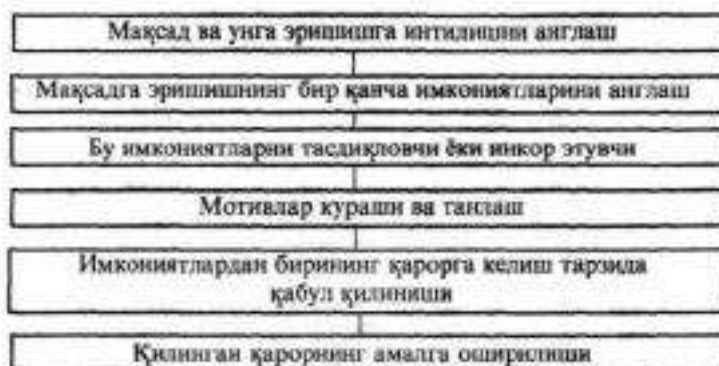 Мақсад ва унга эришишга интилишни англаш
Мақсадга эришишнинг бир қанча имкониятларини англаш
Бу имкониятларни тасдиқловчи ёки инкор этувчи
Мотивлар кураши ва танлаш
Имкониятлардан бирининг қарорга келиш тарзида
қабул қилиниши
Қилинган қарорнинг амалга оширилиши